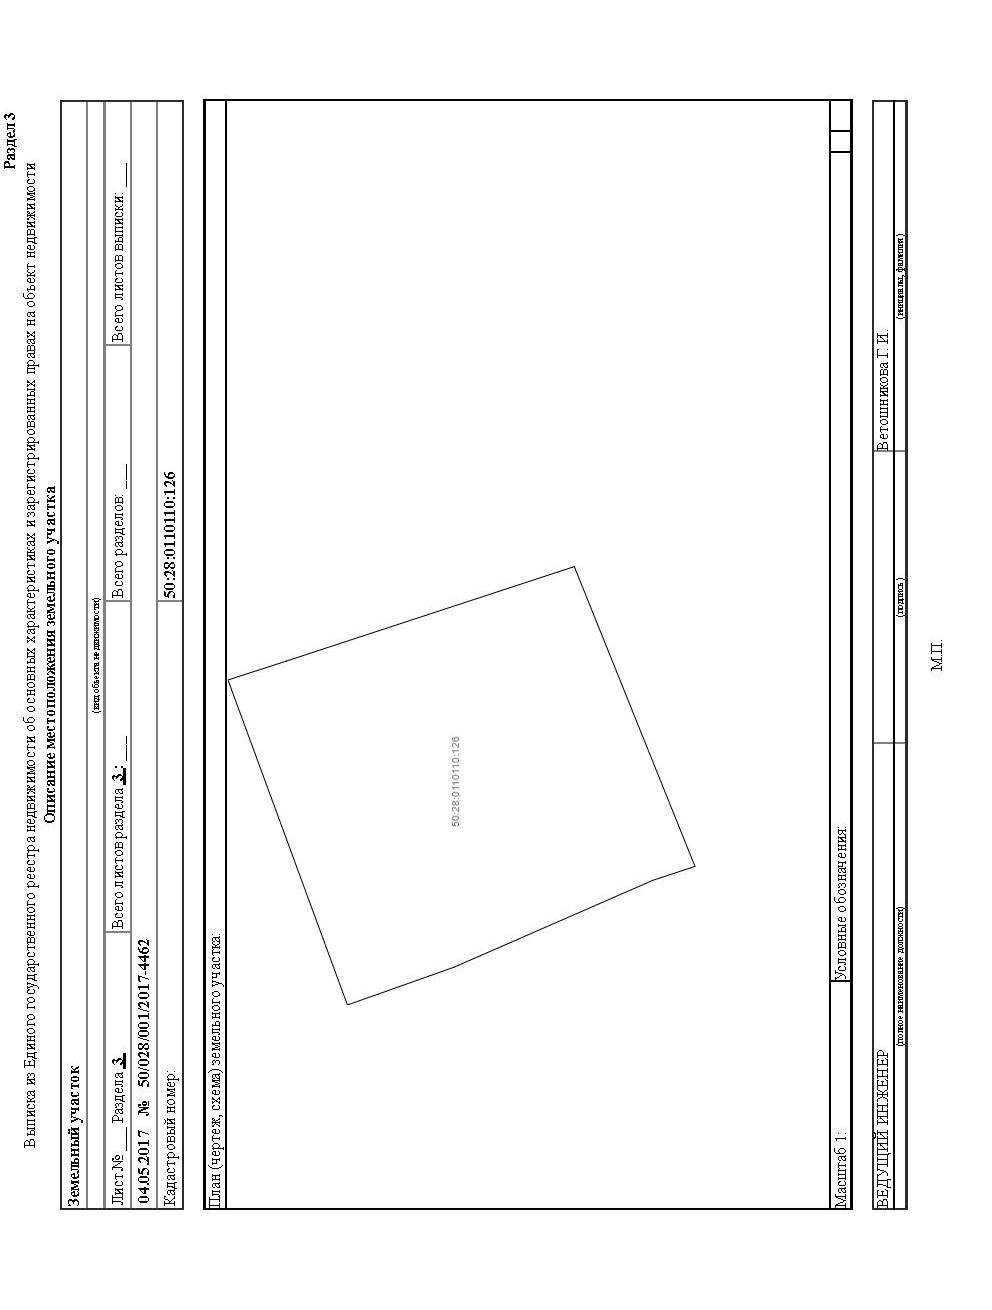 Раздел 3
Выписка из Единого государственного реестра недвижимости об основных характеристиках и зарегистрированных правах на объект недвижимости
Описание местоположения земельного участка
Земельный участок
(вид объекта недвижимости)
Лист № ___ Раздела 3 Всего листов раздела 3 : ___ Всего разделов: ___ Всего листов выписки: ___
04.05.2017 № 50/028/001/2017-4462
Кадастровый номер: 50:28:0110110:126
План (чертеж, схема) земельного участка:
50:28:0110110:126
Масштаб 1: Условные обозначения:
ВЕДУЩИЙ ИНЖЕНЕР Ветошникова Г. И.
(полное наименование должности) (подпись) (инициалы, фамилия)
М.П.